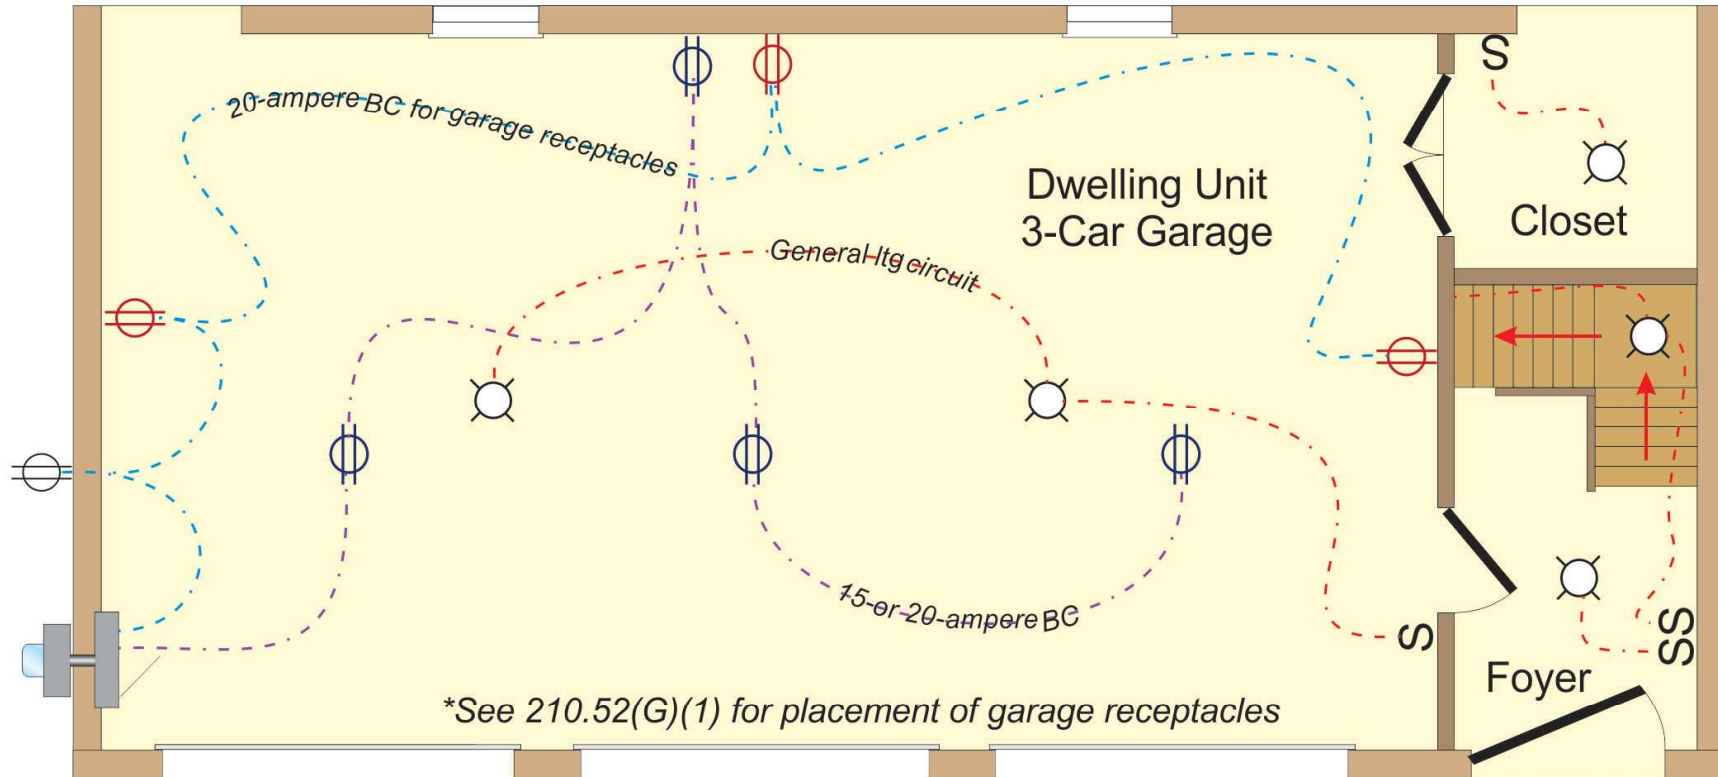 S
20-ampere BC for garage receptacles
Dwelling Unit
3-Car Garage
Closet
General ltg circuit
15-or 20-ampere BC
S
SS
Foyer
*See 210.52(G)(1) for placement of garage receptacles